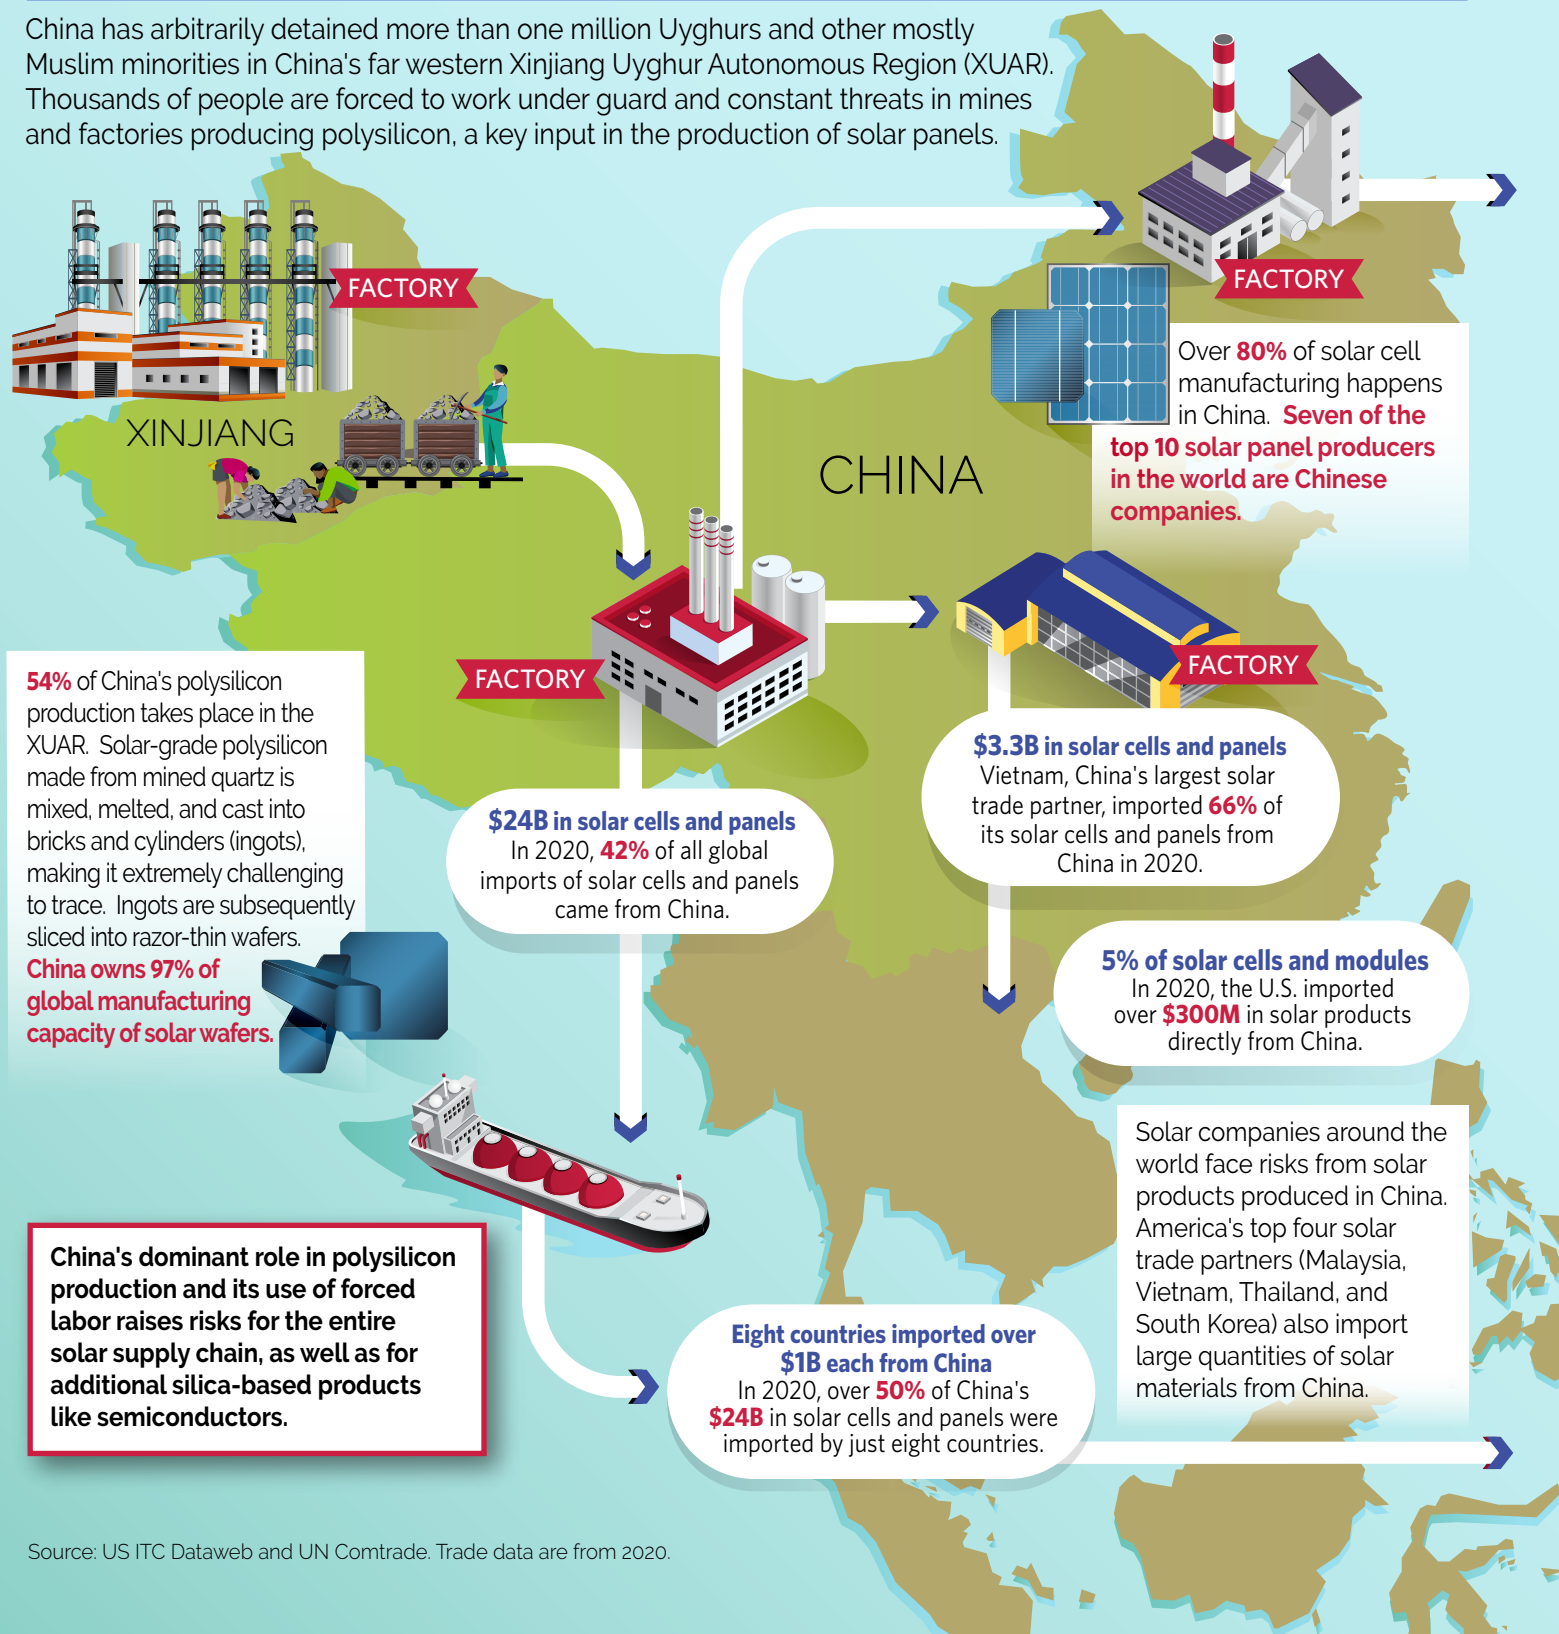 China has arbitrarily detained more than one million Uyghurs and other mostly
Muslim minorities in China's far western Xinjiang Uyghur Autonomous Region (XUAR).
Thousands of people are forced to work under guard and constant threats in mines
and factories producing polysilicon, a key input in the production of solar panels.
FACTORY
FACTORY
XINJIANG
CHINA
Over 80% of solar cell
manufacturing happens
in China. Seven of the
top 10 solar panel producers
in the world are Chinese
companies.
FACTORY
FACTORY
54% of China's polysilicon
production takes place in the
XUAR. Solar-grade polysilicon
made from mined quartz is
mixed, melted, and cast into
bricks and cylinders (ingots),
making it extremely challenging
to trace. Ingots are subsequently
sliced into razor-thin wafers.
China owns 97% of
global manufacturing
capacity of solar wafers.
$24B in solar cells and panels
In 2020, 42% of all global
imports of solar cells and panels
came from China.
$3.3B in solar cells and panels
Vietnam, China's largest solar
trade partner, imported 66% of
its solar cells and panels from
China in 2020.
5% of solar cells and modules
In 2020, the U.S. imported
over $300M in solar products
directly from China.
Solar companies around the
world face risks from solar
products produced in China.
America's top four solar
trade partners (Malaysia,
Vietnam, Thailand, and
South Korea) also import
large quantities of solar
materials from China.
China's dominant role in polysilicon
production and its use of forced
labor raises risks for the entire
solar supply chain, as well as for
additional silica-based products
like semiconductors.
Eight countries imported over
$1B each from China
In 2020, over 50% of China's
$24B in solar cells and panels were
imported by just eight countries.
Source: US ITC Dataweb and UN Comtrade. Trade data are from 2020.